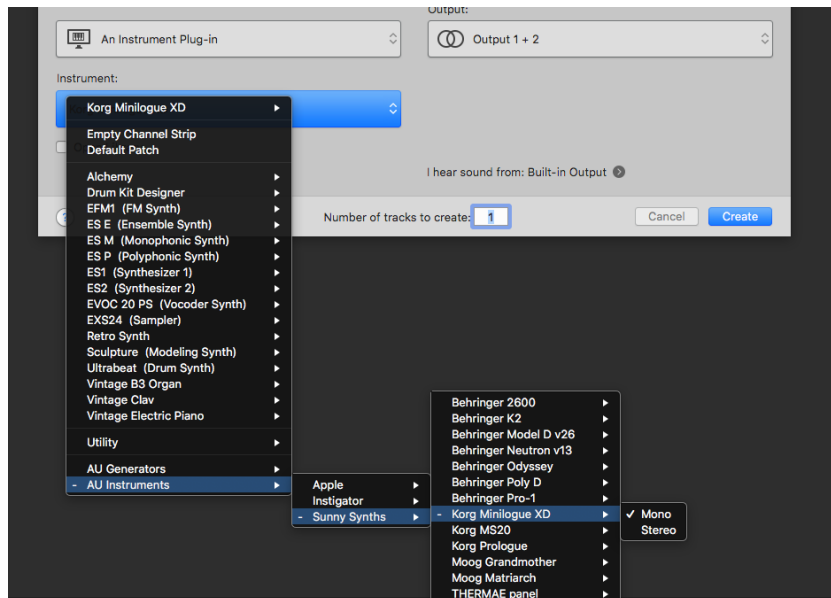 Output:
An Instrument Plug-in
Output 1 + 2
Instrument:
Korg Minilogue XD
Empty Channel Strip
Default Patch
I hear sound from: Built-in Output
Alchemy
Drum Kit Designer
EFM1 (FM Synth)
Number of tracks to create: 1
Cancel
Create
ES E (Ensemble Synth)
ES M (Monophonic Synth)
ES P (Polyphonic Synth)
ES1 (Synthesizer 1)
ES2 (Synthesizer 2)
EVOC 20 PS (Vocoder Synth)
EXS24 (Sampler)
Retro Synth
Sculpture (Modeling Synth)
Ultrabeat (Drum Synth)
Vintage B3 Organ
Vintage Clav
Vintage Electric Piano
Utility
AU Generators
- AU Instruments
Apple
Instigator
- Sunny Synths
Behringer 2600
Behringer K2
Behringer Model D v26
Behringer Neutron v13
Behringer Odyssey
Behringer Poly D
Behringer Pro-1
- Korg Minilogue XD
Korg MS20
Korg Prologue
Moog Grandmother
Moog Matriarch
THERMAE panel
✓ Mono
Stereo